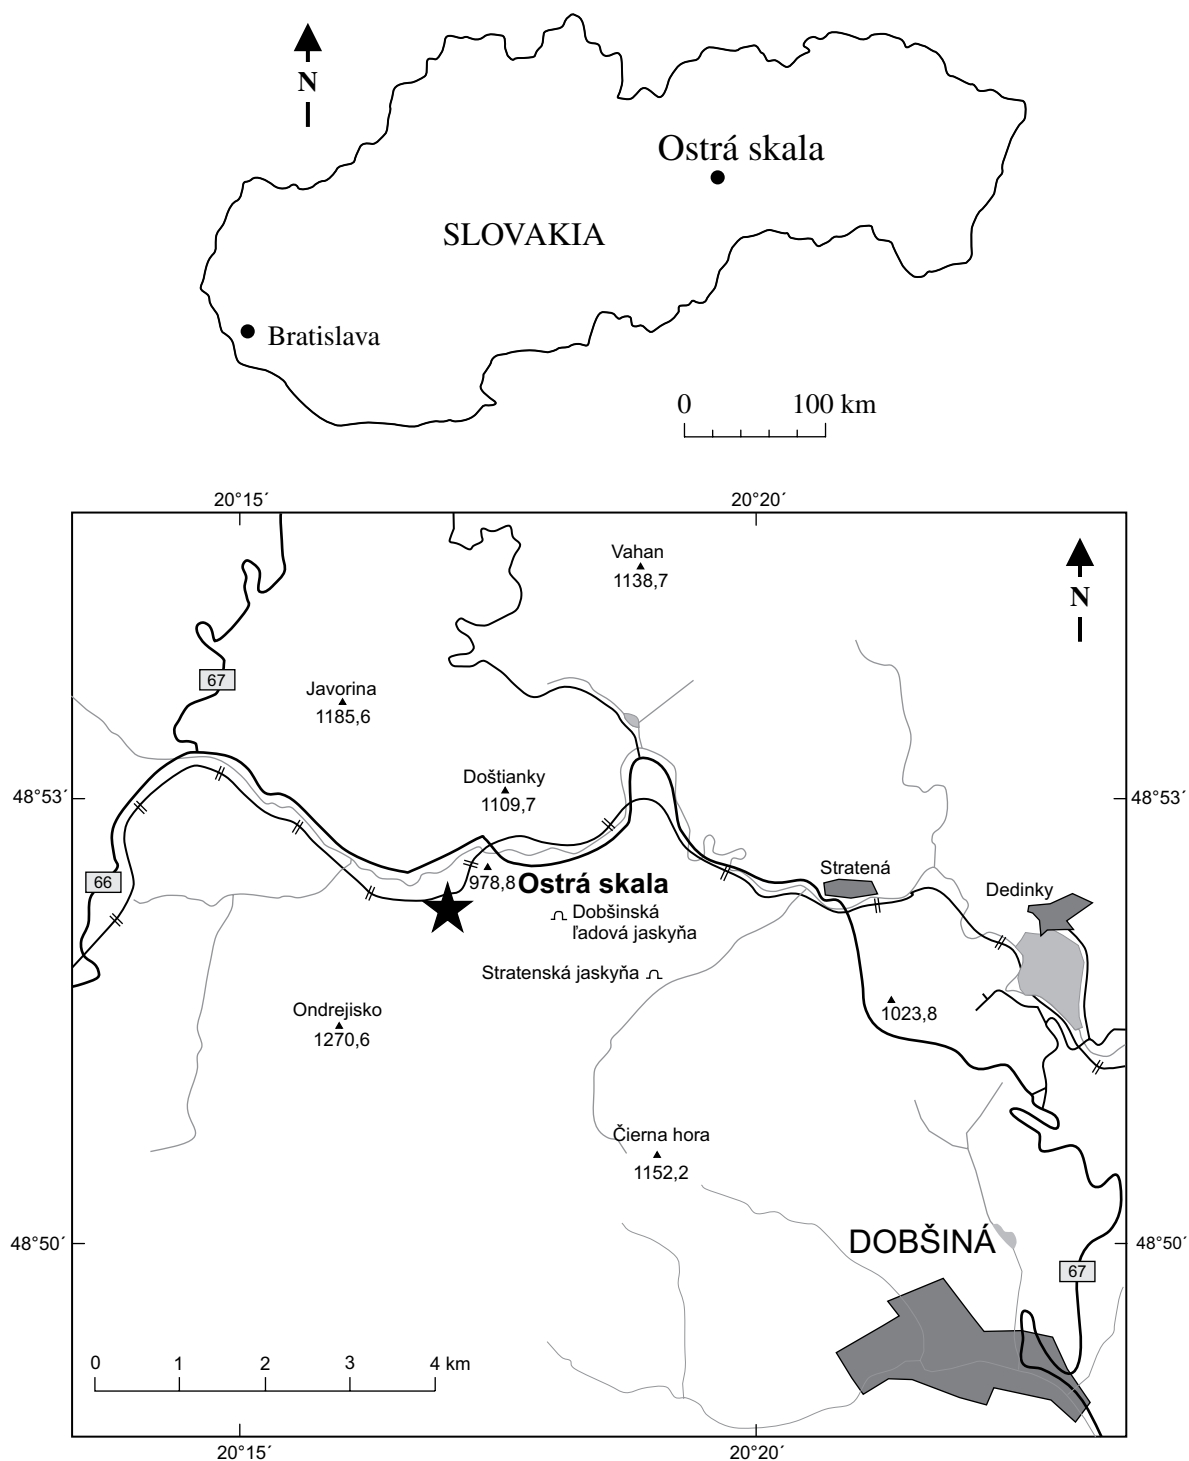 N
Ostrá skala
SLOVAKIA
Bratislava
0 100 km
20°15´ 20°20´
Vahan
1138,7
N
67
Javorina
1185,6
Doštianky
1109,7
48°53´ 48°53´
Stratená
66
978,8 Ostrá skala
Dedinky
Dobšinská
ľadová jaskyňa
Stratenská jaskyňa
Ondrejisko
1270,6
1023,8
Čierna hora
1152,2
DOBŠINÁ
48°50´ 48°50´
67
0 1 2 3 4 km
20°15´ 20°20´